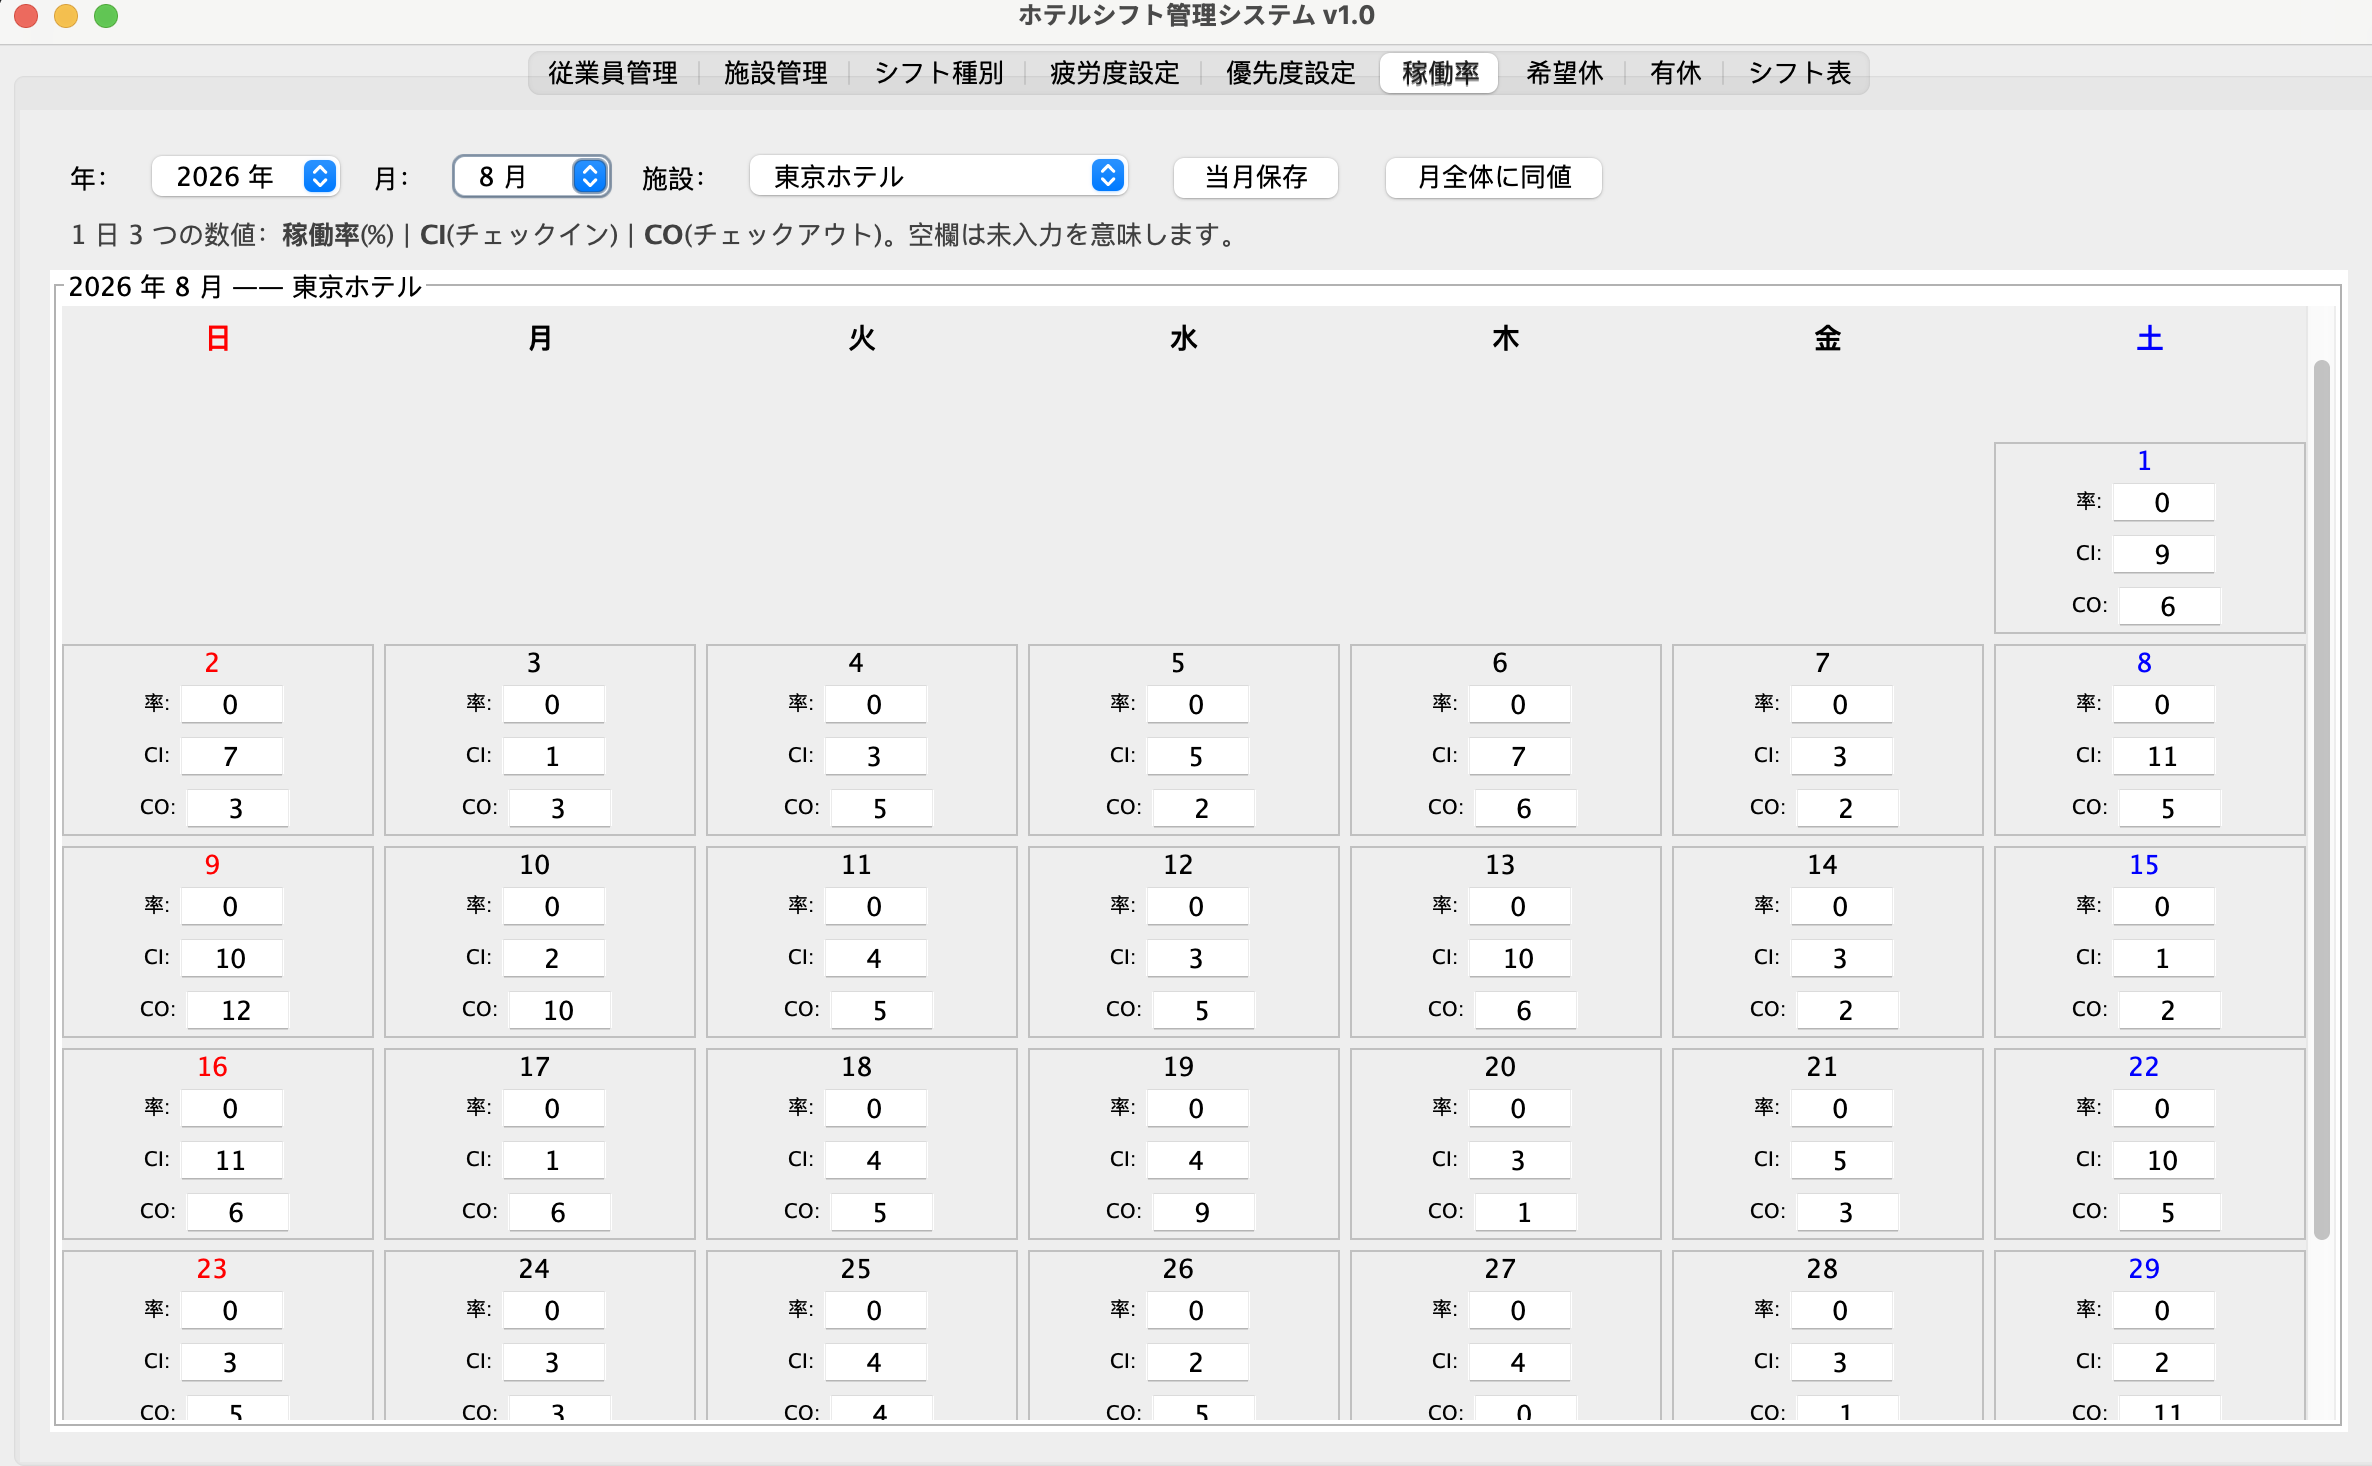 ホテルシフト管理システム v1.0
従業員管理 施設管理 シフト種別 疲労度設定 優先度設定 稼働率 希望休 有休 シフト表
年: 2026 年 月: 8 月 施設: 東京ホテル 当月保存 月全体に同値
1 日 3 つの数値: 稼働率(%) | CI(チェックイン) | CO(チェックアウト)。空欄は未入力を意味します。
2026 年 8 月 —— 東京ホテル
日 月 火 水 木 金 土
1
率: 0
CI: 9
CO: 6
2 3 4 5 6 7 8
率: 0 率: 0 率: 0 率: 0 率: 0 率: 0 率: 0
CI: 7 CI: 1 CI: 3 CI: 5 CI: 7 CI: 3 CI: 11
CO: 3 CO: 3 CO: 5 CO: 2 CO: 6 CO: 2 CO: 5
9 10 11 12 13 14 15
率: 0 率: 0 率: 0 率: 0 率: 0 率: 0 率: 0
CI: 10 CI: 2 CI: 4 CI: 3 CI: 10 CI: 3 CI: 1
CO: 12 CO: 10 CO: 5 CO: 5 CO: 6 CO: 2 CO: 2
16 17 18 19 20 21 22
率: 0 率: 0 率: 0 率: 0 率: 0 率: 0 率: 0
CI: 11 CI: 1 CI: 4 CI: 4 CI: 3 CI: 5 CI: 10
CO: 6 CO: 6 CO: 5 CO: 9 CO: 1 CO: 3 CO: 5
23 24 25 26 27 28 29
率: 0 率: 0 率: 0 率: 0 率: 0 率: 0 率: 0
CI: 3 CI: 3 CI: 4 CI: 2 CI: 4 CI: 3 CI: 2
CO: 5 CO: 3 CO: 4 CO: 5 CO: 0 CO: 1 CO: 11